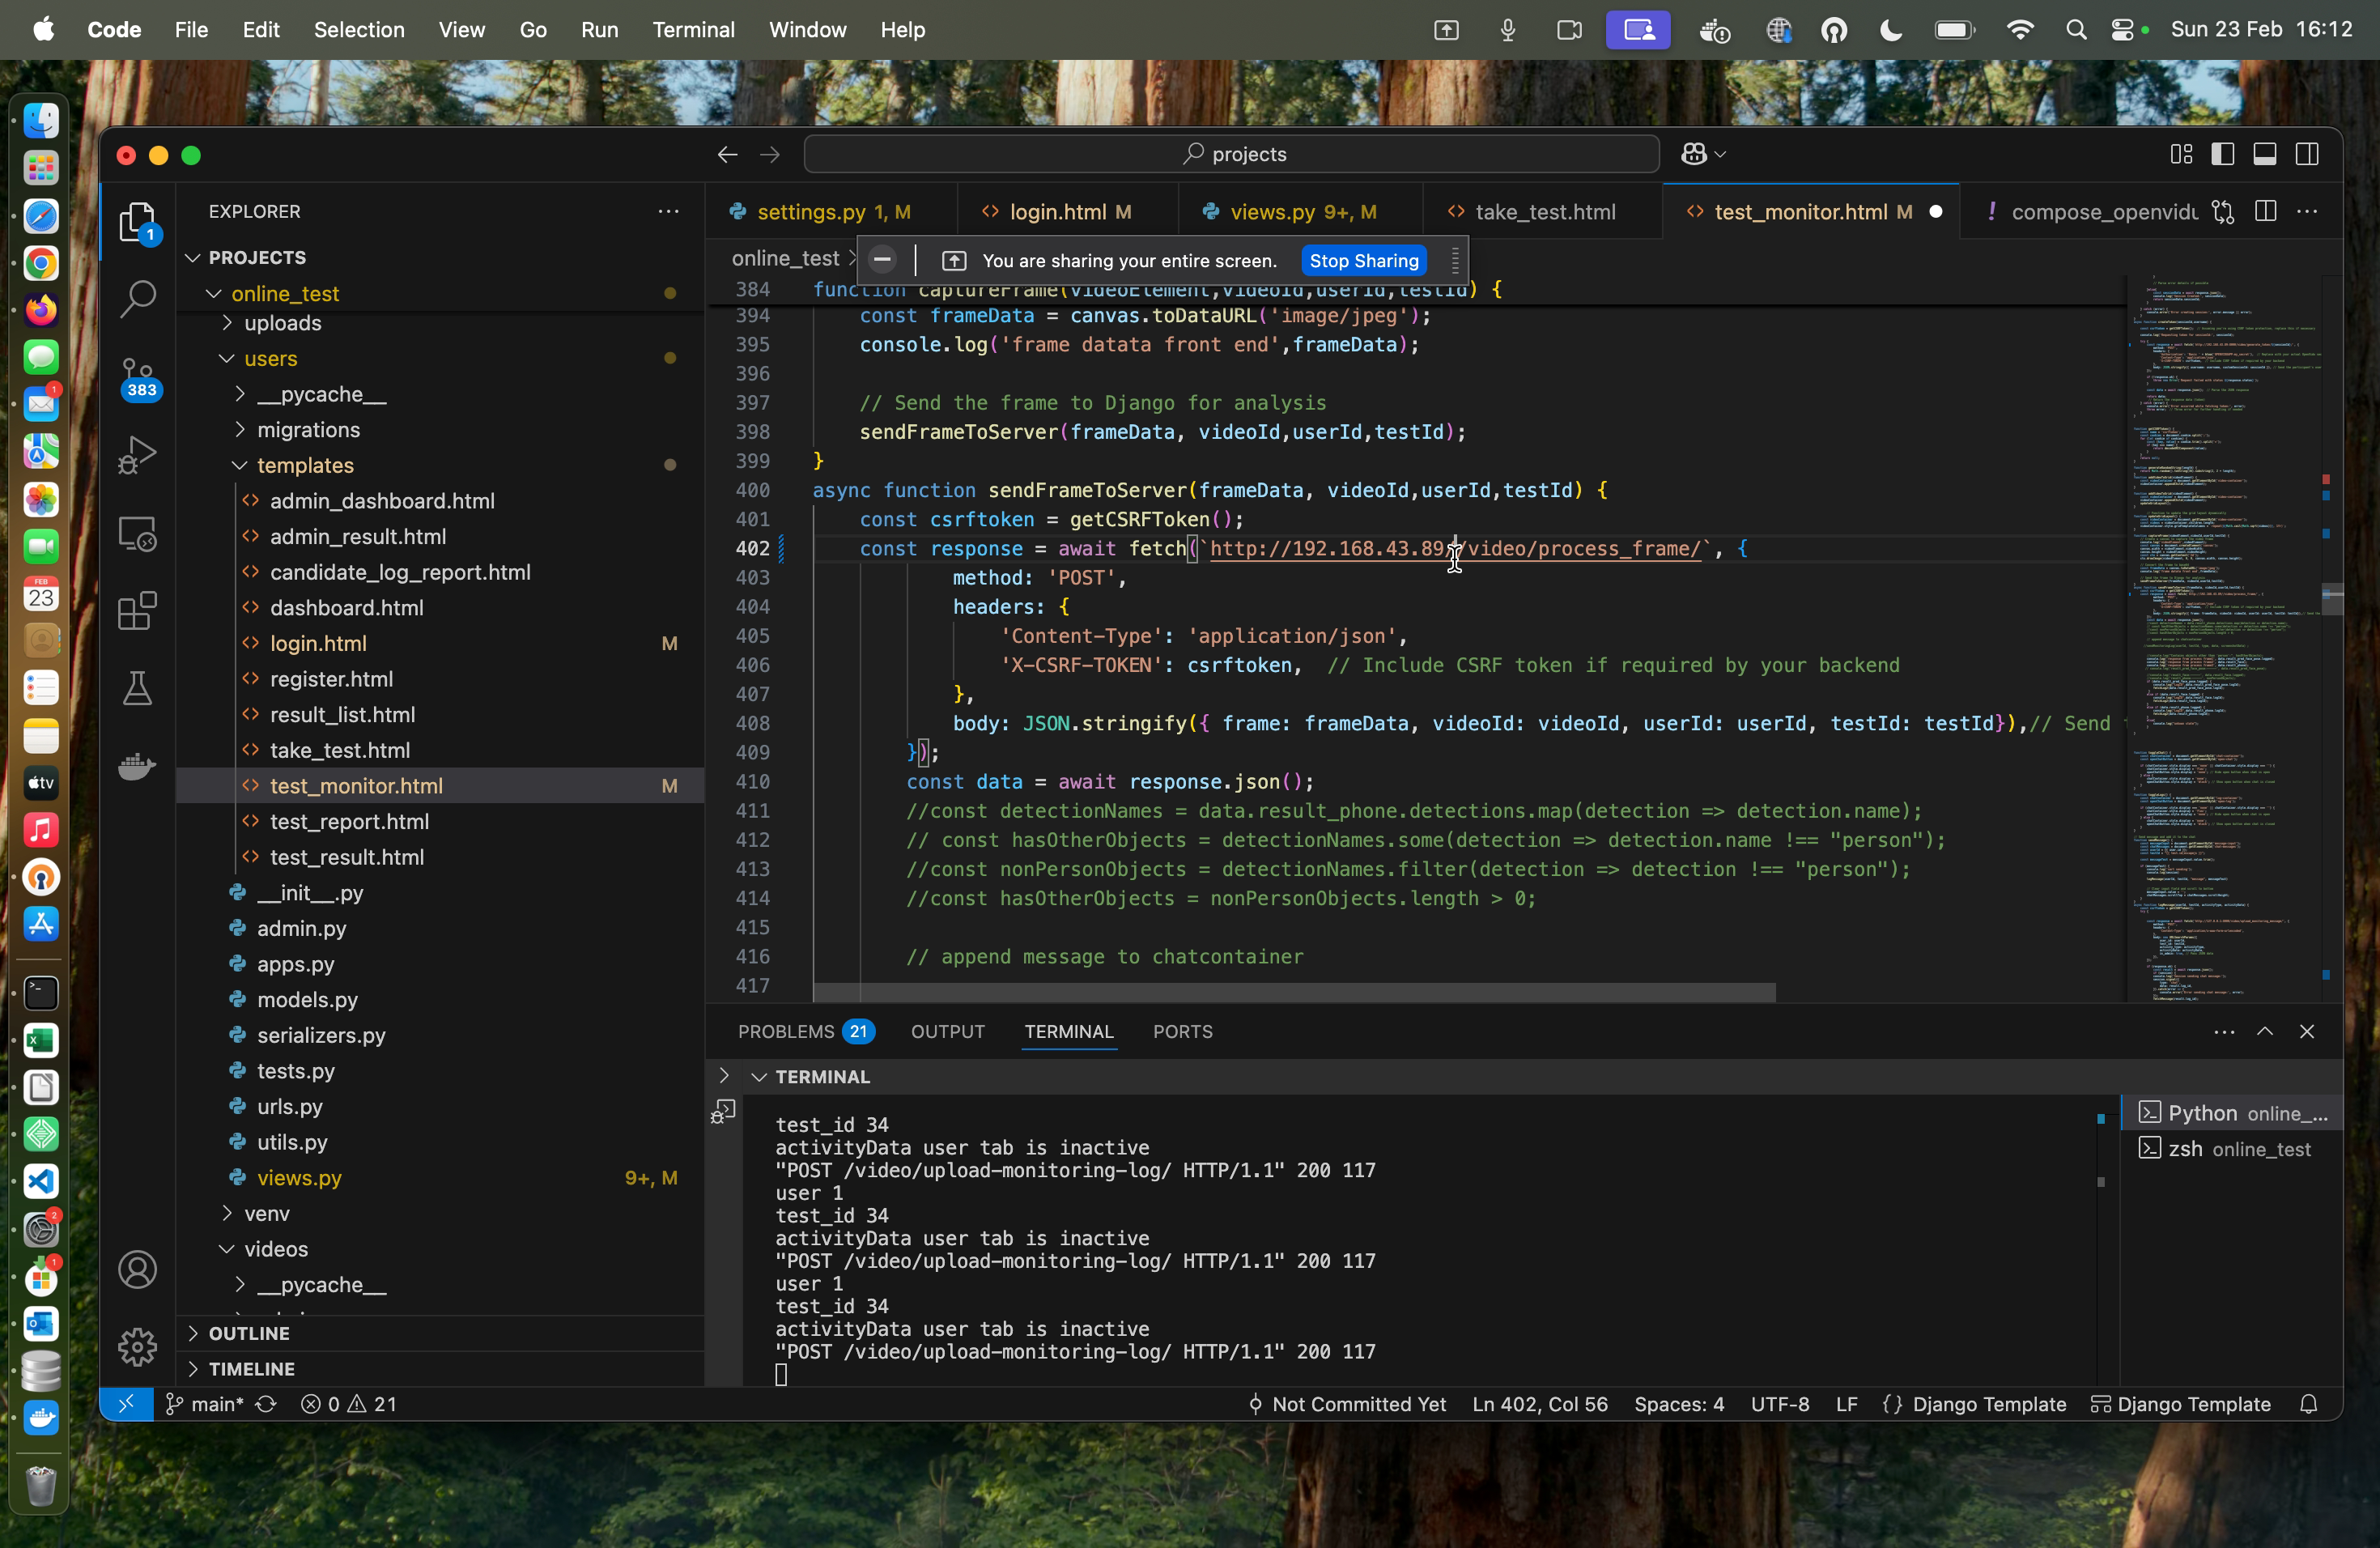 Code File Edit Selection View Go Run Terminal Window Help Sun 23 Feb 16:12
projects
EXPLORER
settings.py 1, M
login.html M
views.py 9+, M
take_test.html
test_monitor.html M
compose_openvidu
PROJECTS
online_test
uploads
users
__pycache__
migrations
templates
admin_dashboard.html
admin_result.html
candidate_log_report.html
dashboard.html
login.html M
register.html
result_list.html
take_test.html
test_monitor.html M
test_report.html
test_result.html
__init__.py
admin.py
apps.py
models.py
serializers.py
tests.py
urls.py
utils.py
views.py 9+, M
venv
videos
__pycache__
OUTLINE
TIMELINE
1
383
FEB
23
tv
online_test >
You are sharing your entire screen. Stop Sharing
384 function captureFrame(videoElement,videoId,userId,testId) {
394 const frameData = canvas.toDataURL('image/jpeg');
395 console.log('frame datata front end',frameData);
396
397 // Send the frame to Django for analysis
398 sendFrameToServer(frameData, videoId,userId,testId);
399 }
400 async function sendFrameToServer(frameData, videoId,userId,testId) {
401 const csrftoken = getCSRFToken();
402 const response = await fetch(`http://192.168.43.89/video/process_frame/`, {
403 method: 'POST',
404 headers: {
405 'Content-Type': 'application/json',
406 'X-CSRF-TOKEN': csrftoken, // Include CSRF token if required by your backend
407 },
408 body: JSON.stringify({ frame: frameData, videoId: videoId, userId: userId, testId: testId}),// Send
409 });
410 const data = await response.json();
411 //const detectionNames = data.result_phone.detections.map(detection => detection.name);
412 // const hasOtherObjects = detectionNames.some(detection => detection.name !== "person");
413 //const nonPersonObjects = detectionNames.filter(detection => detection !== "person");
414 //const hasOtherObjects = nonPersonObjects.length > 0;
415
416 // append message to chatcontainer
417
PROBLEMS 21 OUTPUT TERMINAL PORTS
TERMINAL
test_id 34
activityData user tab is inactive
"POST /video/upload-monitoring-log/ HTTP/1.1" 200 117
user 1
test_id 34
activityData user tab is inactive
"POST /video/upload-monitoring-log/ HTTP/1.1" 200 117
user 1
test_id 34
activityData user tab is inactive
"POST /video/upload-monitoring-log/ HTTP/1.1" 200 117
Python online_...
zsh online_test
main* 0 21 Not Committed Yet Ln 402, Col 56 Spaces: 4 UTF-8 LF {} Django Template Django Template